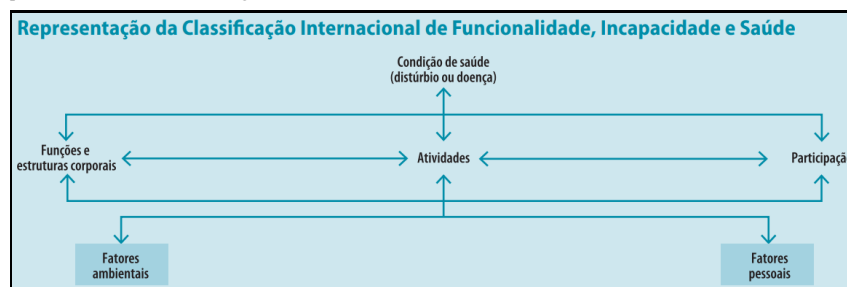 Representação da Classificação Internacional de Funcionalidade, Incapacidade e Saúde
Condição de saúde
(distúrbio ou doença)
Funções e
estruturas corporais
Atividades
Participaçã
Fatores
ambientais
Fatores
pessoais